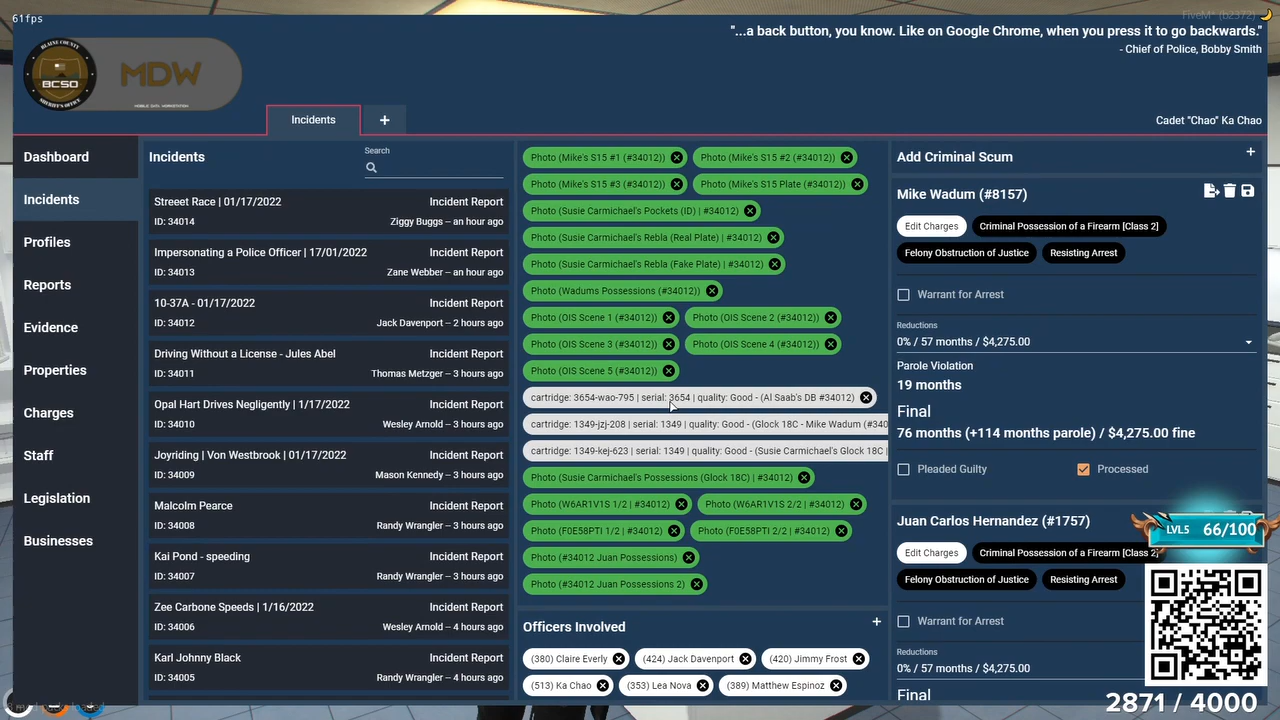 61fps
FiveM* (b2372)
"...a back button, you know. Like on Google Chrome, when you press it to go backwards."
- Chief of Police, Bobby Smith
BLAINE COUNTY
BCSO
SHERIFF'S OFFICE
MDW
MOBILE DATA WORKSTATION
Incidents
+
Cadet "Chao" Ka Chao
Dashboard
Incidents
Profiles
Reports
Evidence
Properties
Charges
Staff
Legislation
Businesses
Incidents
Search
Streeet Race | 01/17/2022 Incident Report
ID: 34014 Ziggy Buggs – an hour ago
Impersonating a Police Officer | 17/01/2022 Incident Report
ID: 34013 Zane Webber – an hour ago
10-37A - 01/17/2022 Incident Report
ID: 34012 Jack Davenport – 2 hours ago
Driving Without a License - Jules Abel Incident Report
ID: 34011 Thomas Metzger – 3 hours ago
Opal Hart Drives Negligently | 1/17/2022 Incident Report
ID: 34010 Wesley Arnold – 3 hours ago
Joyriding | Von Westbrook | 01/17/2022 Incident Report
ID: 34009 Mason Kennedy – 3 hours ago
Malcolm Pearce Incident Report
ID: 34008 Randy Wrangler – 3 hours ago
Kai Pond - speeding Incident Report
ID: 34007 Randy Wrangler – 3 hours ago
Zee Carbone Speeds | 1/16/2022 Incident Report
ID: 34006 Wesley Arnold – 4 hours ago
Karl Johnny Black Incident Report
ID: 34005 Randy Wrangler – 4 hours ago
Photo (Mike's S15 #1 (#34012)) Photo (Mike's S15 #2 (#34012))
Photo (Mike's S15 #3 (#34012)) Photo (Mike's S15 Plate (#34012))
Photo (Susie Carmichael's Pockets (ID) | #34012)
Photo (Susie Carmichael's Rebla (Real Plate) | #34012)
Photo (Susie Carmichael's Rebla (Fake Plate) | #34012)
Photo (Wadums Possessions (#34012))
Photo (OIS Scene 1 (#34012)) Photo (OIS Scene 2 (#34012))
Photo (OIS Scene 3 (#34012)) Photo (OIS Scene 4 (#34012))
Photo (OIS Scene 5 (#34012))
cartridge: 3654-wao-795 | serial: 3654 | quality: Good - (Al Saab's DB #34012)
cartridge: 1349-jzj-208 | serial: 1349 | quality: Good - (Glock 18C - Mike Wadum (#340
cartridge: 1349-kej-623 | serial: 1349 | quality: Good - (Susie Carmichael's Glock 18C |
Photo (Susie Carmichael's Possessions (Glock 18C) | #34012)
Photo (W6AR1V1S 1/2 | #34012) Photo (W6AR1V1S 2/2 | #34012)
Photo (F0E58PTI 1/2 | #34012) Photo (F0E58PTI 2/2 | #34012)
Photo (#34012 Juan Possessions)
Photo (#34012 Juan Possessions 2)
Officers Involved +
(380) Claire Everly (424) Jack Davenport (420) Jimmy Frost
(513) Ka Chao (353) Lea Nova (389) Matthew Espinoz
Add Criminal Scum +
Mike Wadum (#8157)
Edit Charges Criminal Possession of a Firearm [Class 2]
Felony Obstruction of Justice Resisting Arrest
Warrant for Arrest
Reductions
0% / 57 months / $4,275.00
Parole Violation
19 months
Final
76 months (+114 months parole) / $4,275.00 fine
Pleaded Guilty Processed
Juan Carlos Hernandez (#1757)
Edit Charges Criminal Possession of a Firearm [Class 2]
Felony Obstruction of Justice Resisting Arrest
Warrant for Arrest
Reductions
0% / 57 months / $4,275.00
Final
LVL5 66/100
2871 / 4000